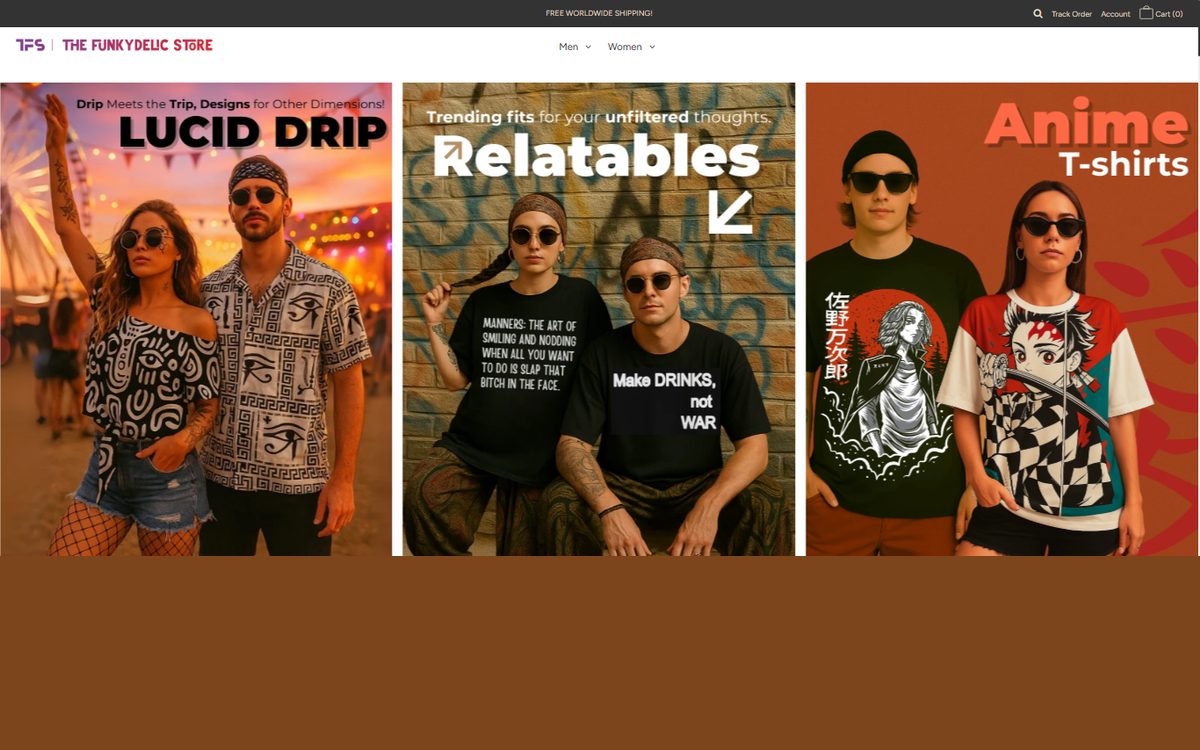 FREE WORLDWIDE SHIPPING!
Track Order Account Cart (0)
TFS | THE FUNKYDELIC STORE
Men Women
Drip Meets the Trip, Designs for Other Dimensions!
LUCID DRIP
Trending fits for your unfiltered thoughts.
Relatables
MANNERS: THE ART OF
SMILING AND NODDING
WHEN ALL YOU WANT
TO DO IS SLAP THAT
BITCH IN THE FACE.
Make DRINKS,
not
WAR
Anime
T-shirts
佐野万次郎